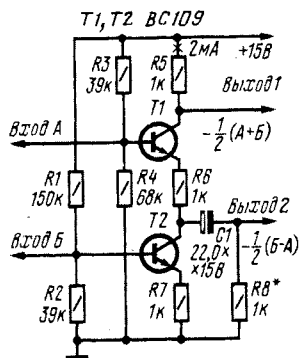 T1, T2 BC109
2мА +15В
R3 39к
R5 1к
Выход 1
T1
-½(А+Б)
Вход А
R1 150к
R4 68к
R6 1к
T2
Выход 2
C1 22,0× ×15В
-½(Б-А)
Вход Б
R2 39к
R7 1к
R8* 1к